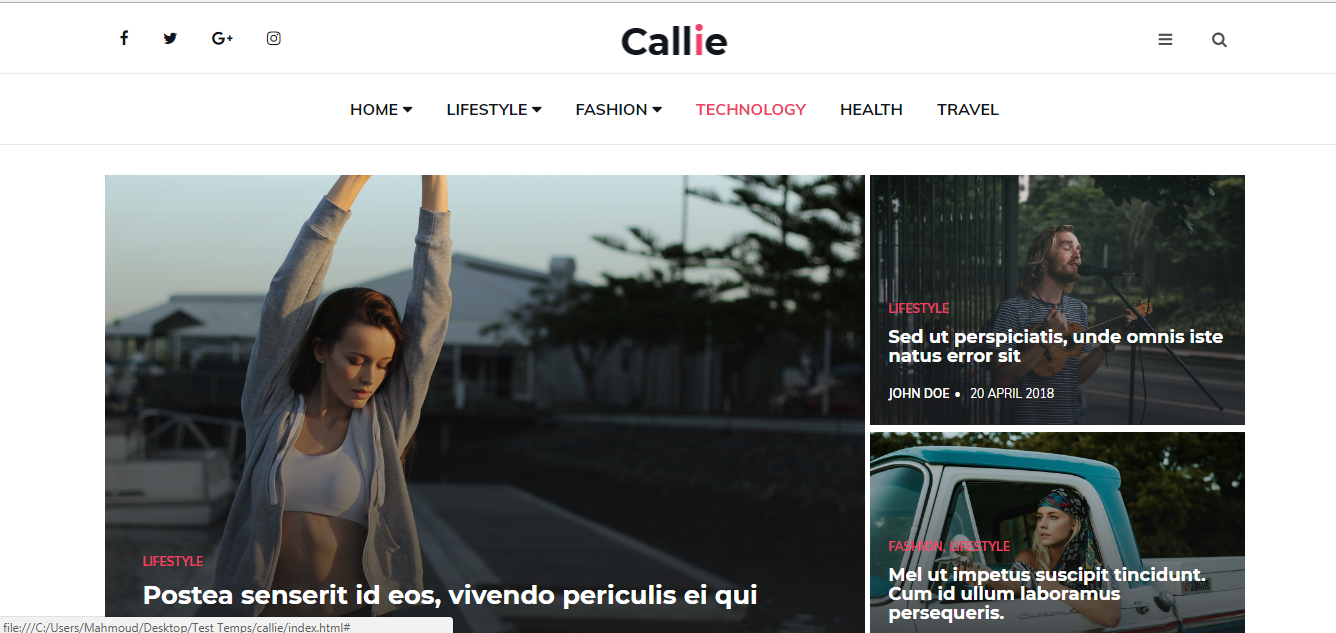 Callie
HOME LIFESTYLE FASHION TECHNOLOGY HEALTH TRAVEL
LIFESTYLE
Postea senserit id eos, vivendo periculis ei qui
LIFESTYLE
Sed ut perspiciatis, unde omnis iste
natus error sit
JOHN DOE • 20 APRIL 2018
FASHION, LIFESTYLE
Mel ut impetus suscipit tincidunt.
Cum id ullum laboramus
persequeris.
file:///C:/Users/Mahmoud/Desktop/Test Temps/callie/index.html#